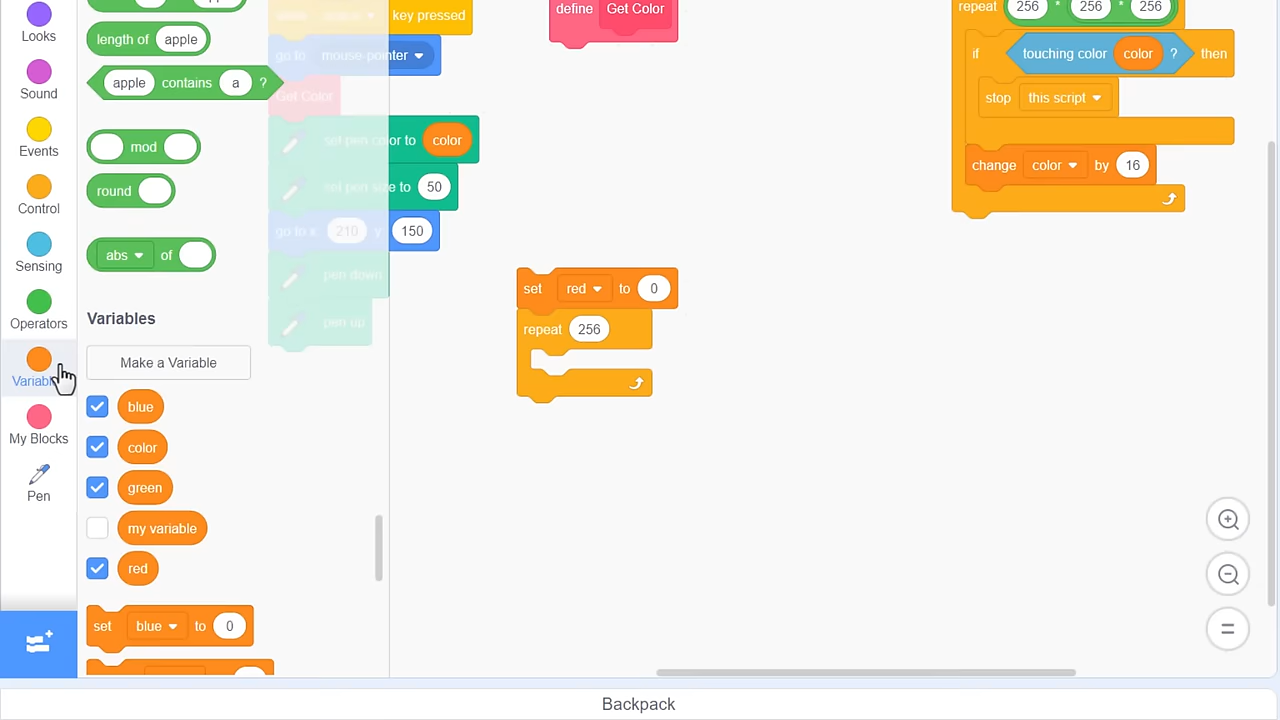 Looks
Sound
Events
Control
Sensing
Operators
Variab
My Blocks
Pen
length of apple
apple contains a ?
mod
round
abs of
Variables
Make a Variable
blue
color
green
my variable
red
set blue to 0
key pressed
go to mouse-pointer
Get Color
set pen color to color
set pen size to 50
go to x: 210 y: 150
pen down
pen up
define Get Color
set red to 0
repeat 256
repeat 256 * 256 * 256
if touching color color ? then
stop this script
change color by 16
Backpack